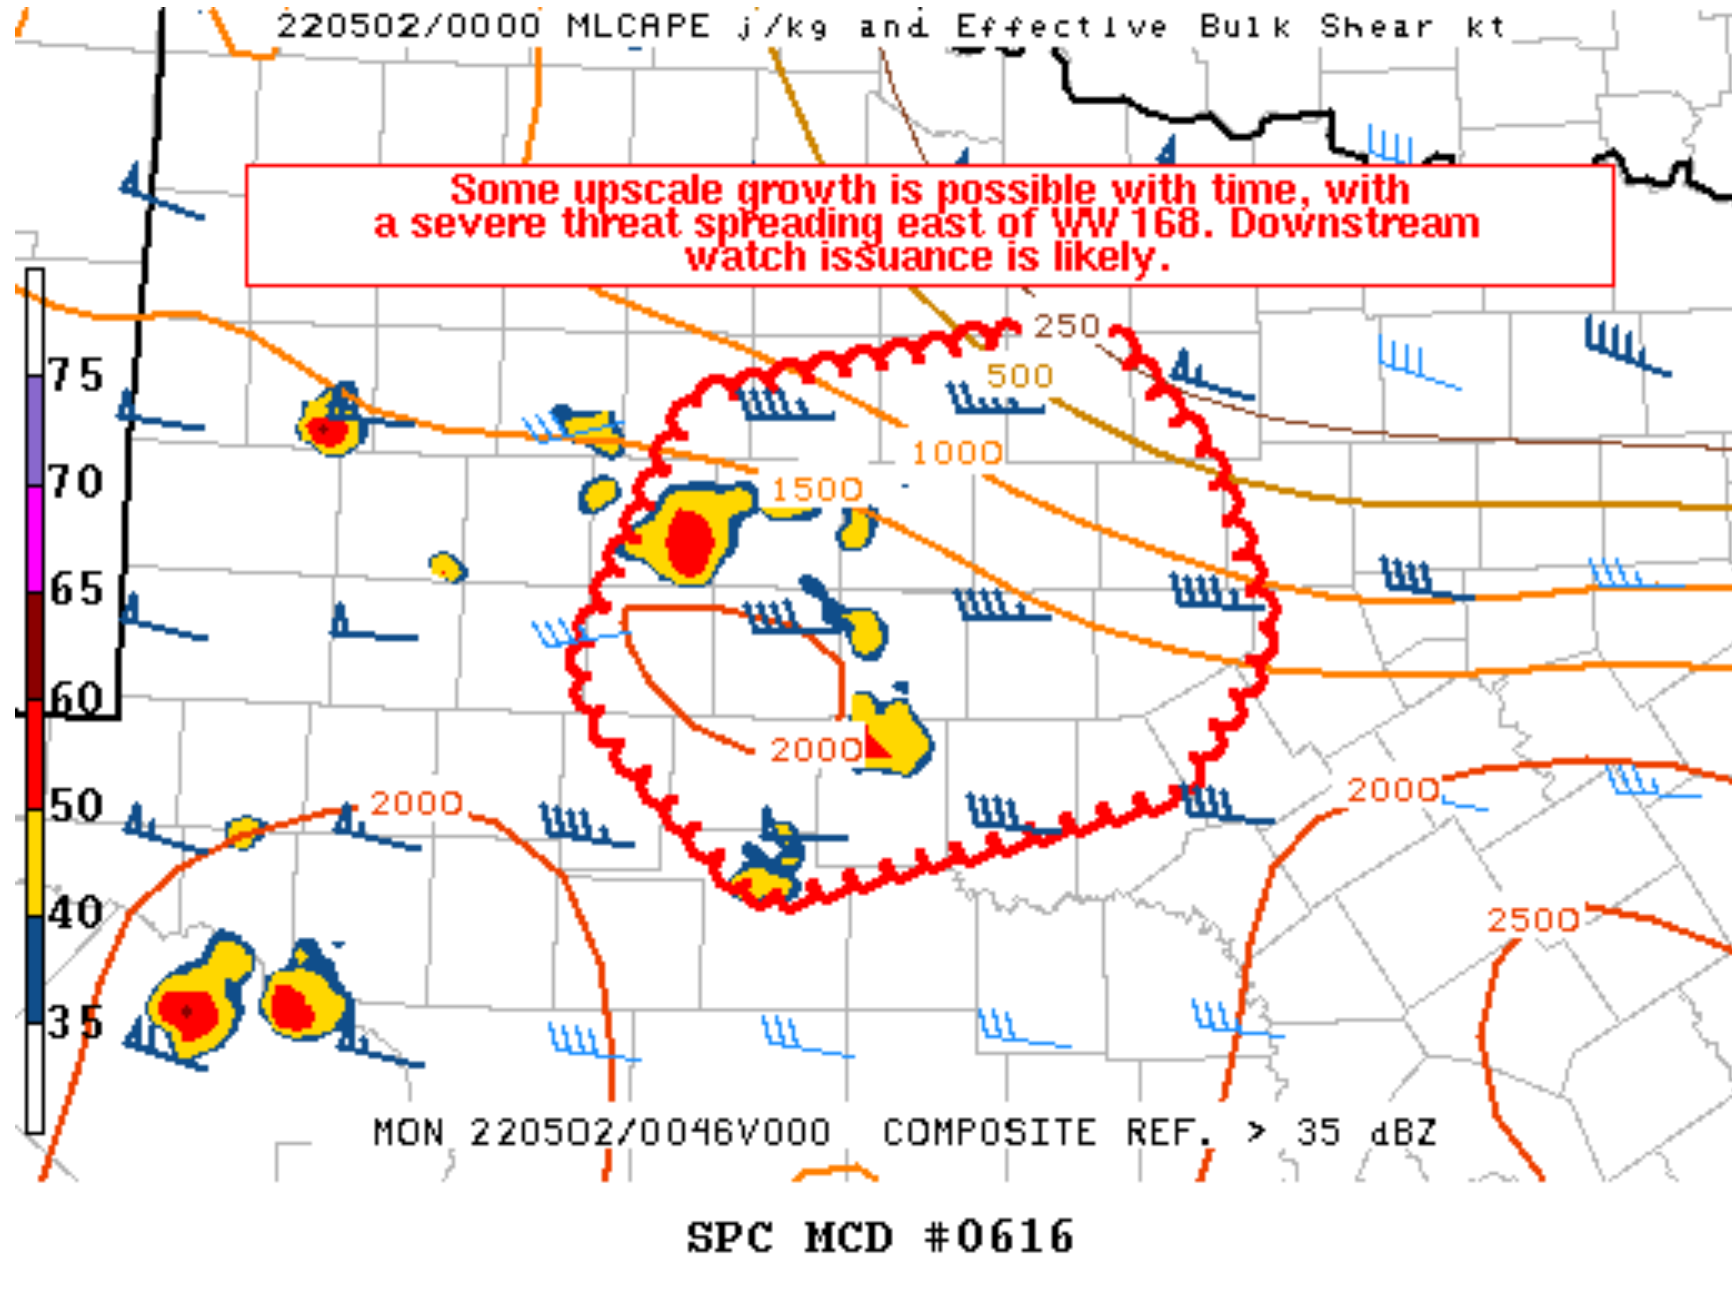 220502/0000 MLCAPE j/kg and Effective Bulk Shear kt
Some upscale growth is possible with time, with
a severe threat spreading east of WW 168. Downstream
watch issuance is likely.
250
500
1000
1500
2000
2000
2000
2500
75
70
65
60
50
40
35
MON 220502/0046V000 COMPOSITE REF. > 35 dBZ
SPC MCD #0616